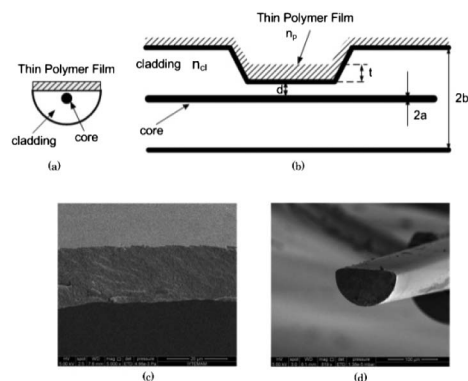 Thin Polymer Film
cladding
core
(a)
Thin Polymer Film
n_p
cladding n_cl
t
d
core
2a
2b
(b)
(c)
(d)